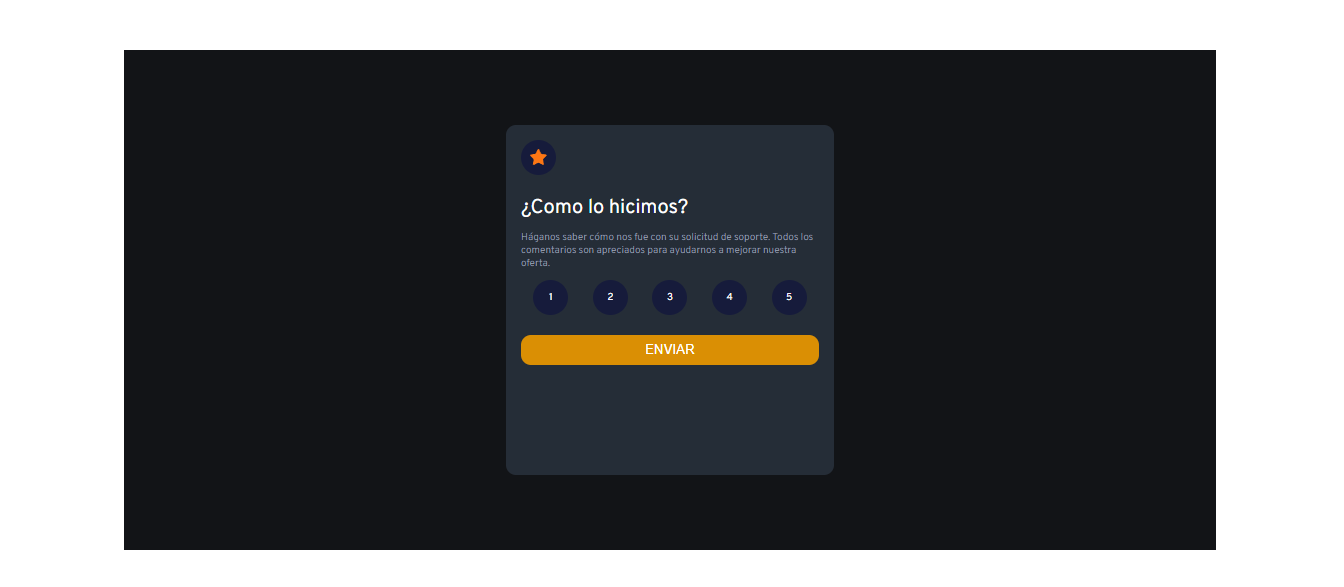 ¿Como lo hicimos?
Háganos saber cómo nos fue con su solicitud de soporte. Todos los
comentarios son apreciados para ayudarnos a mejorar nuestra
oferta.
1 2 3 4 5
ENVIAR